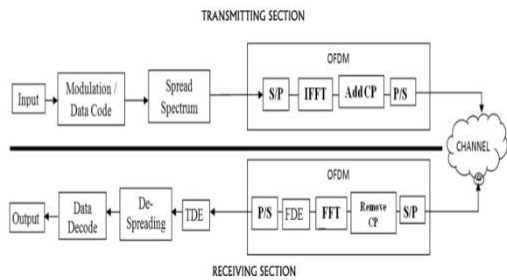 TRANSMITTING SECTION
OFDM
Input
Modulation /
Data Code
Spread
Spectrum
S/P
IFFT
Add CP
P/S
CHANNEL
OFDM
Output
Data
Decode
De-
Spreading
TDE
P/S
FDE
FFT
Remove
CP
S/P
RECEIVING SECTION